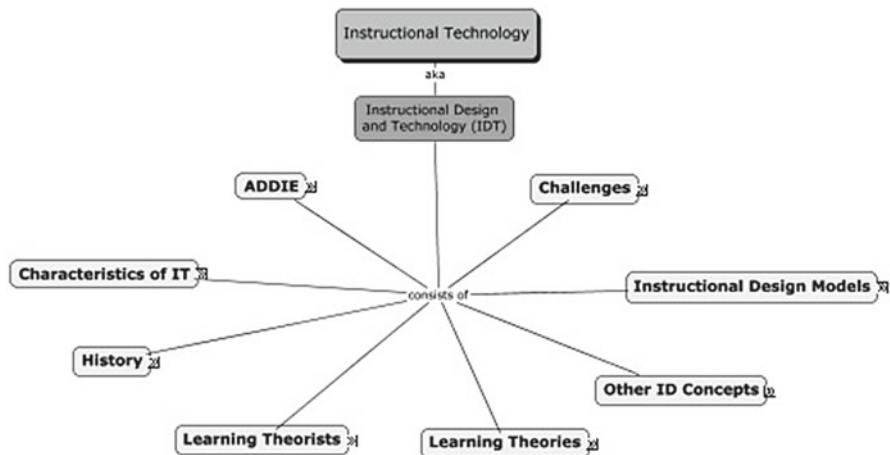 Instructional Technology
aka
Instructional Design
and Technology (IDT)
ADDIE
Challenges
Characteristics of IT
consists of
Instructional Design Models
History
Other ID Concepts
Learning Theorists
Learning Theories